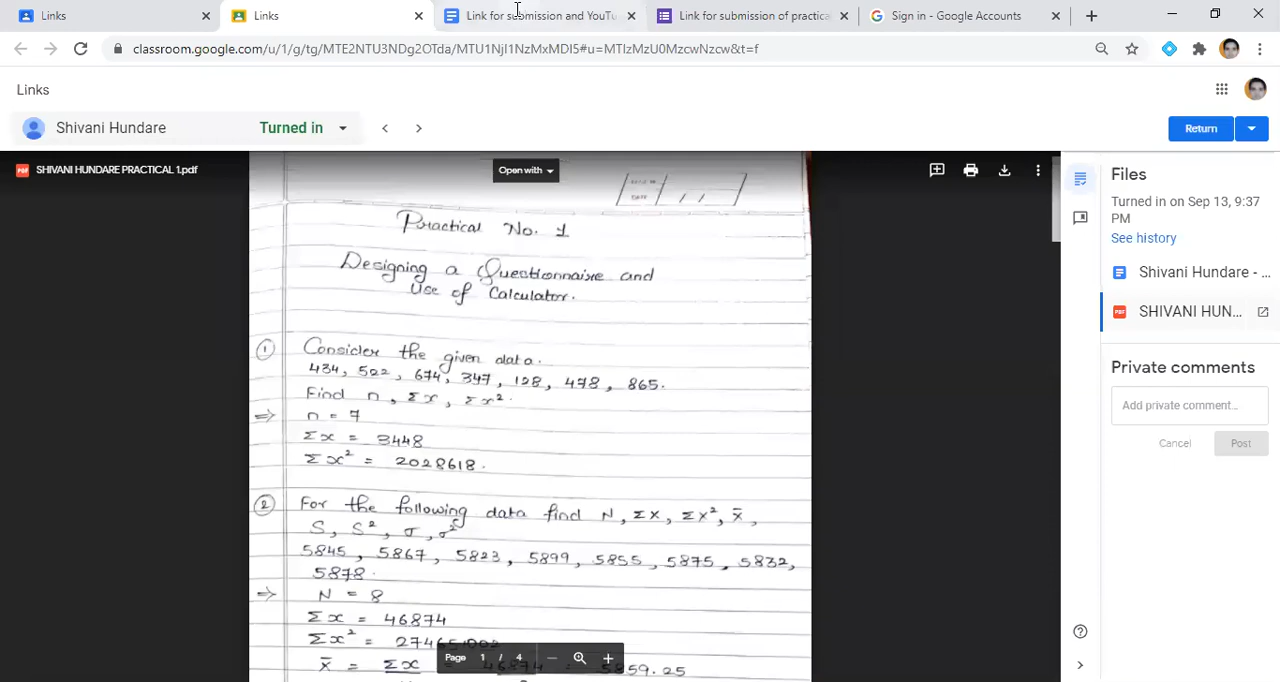 Links
Links
Link for submission and YouTu
Link for submission of practica
Sign in - Google Accounts
classroom.google.com/u/1/g/tg/MTE2NTU3NDg2OTda/MTU1NjI1NzMxMDI5#u=MTIzMzU0MzcwNzcw&t=f
Links
Shivani Hundare
Turned in
Return
SHIVANI HUNDARE PRACTICAL 1.pdf
Open with
DATE
Practical No. 1
Designing a Questionnaire and
Use of Calculator.
① Consider the given data.
434, 522, 674, 347, 128, 478, 865.
Find n, Σx, Σx².
⇒ n = 7
Σx = 3448
Σx² = 2028618.
② For the following data find N, Σx, Σx², x̄,
S, S², σ, σ²
5845, 5867, 5823, 5899, 5855, 5875, 5832,
5878.
⇒ N = 8
Σx = 46874
Σx² = 274651002
x̄ = Σx 46874 = 5859.25
Page 1 / 4
Files
Turned in on Sep 13, 9:37
PM
See history
Shivani Hundare - ...
SHIVANI HUN...
Private comments
Add private comment...
Cancel
Post